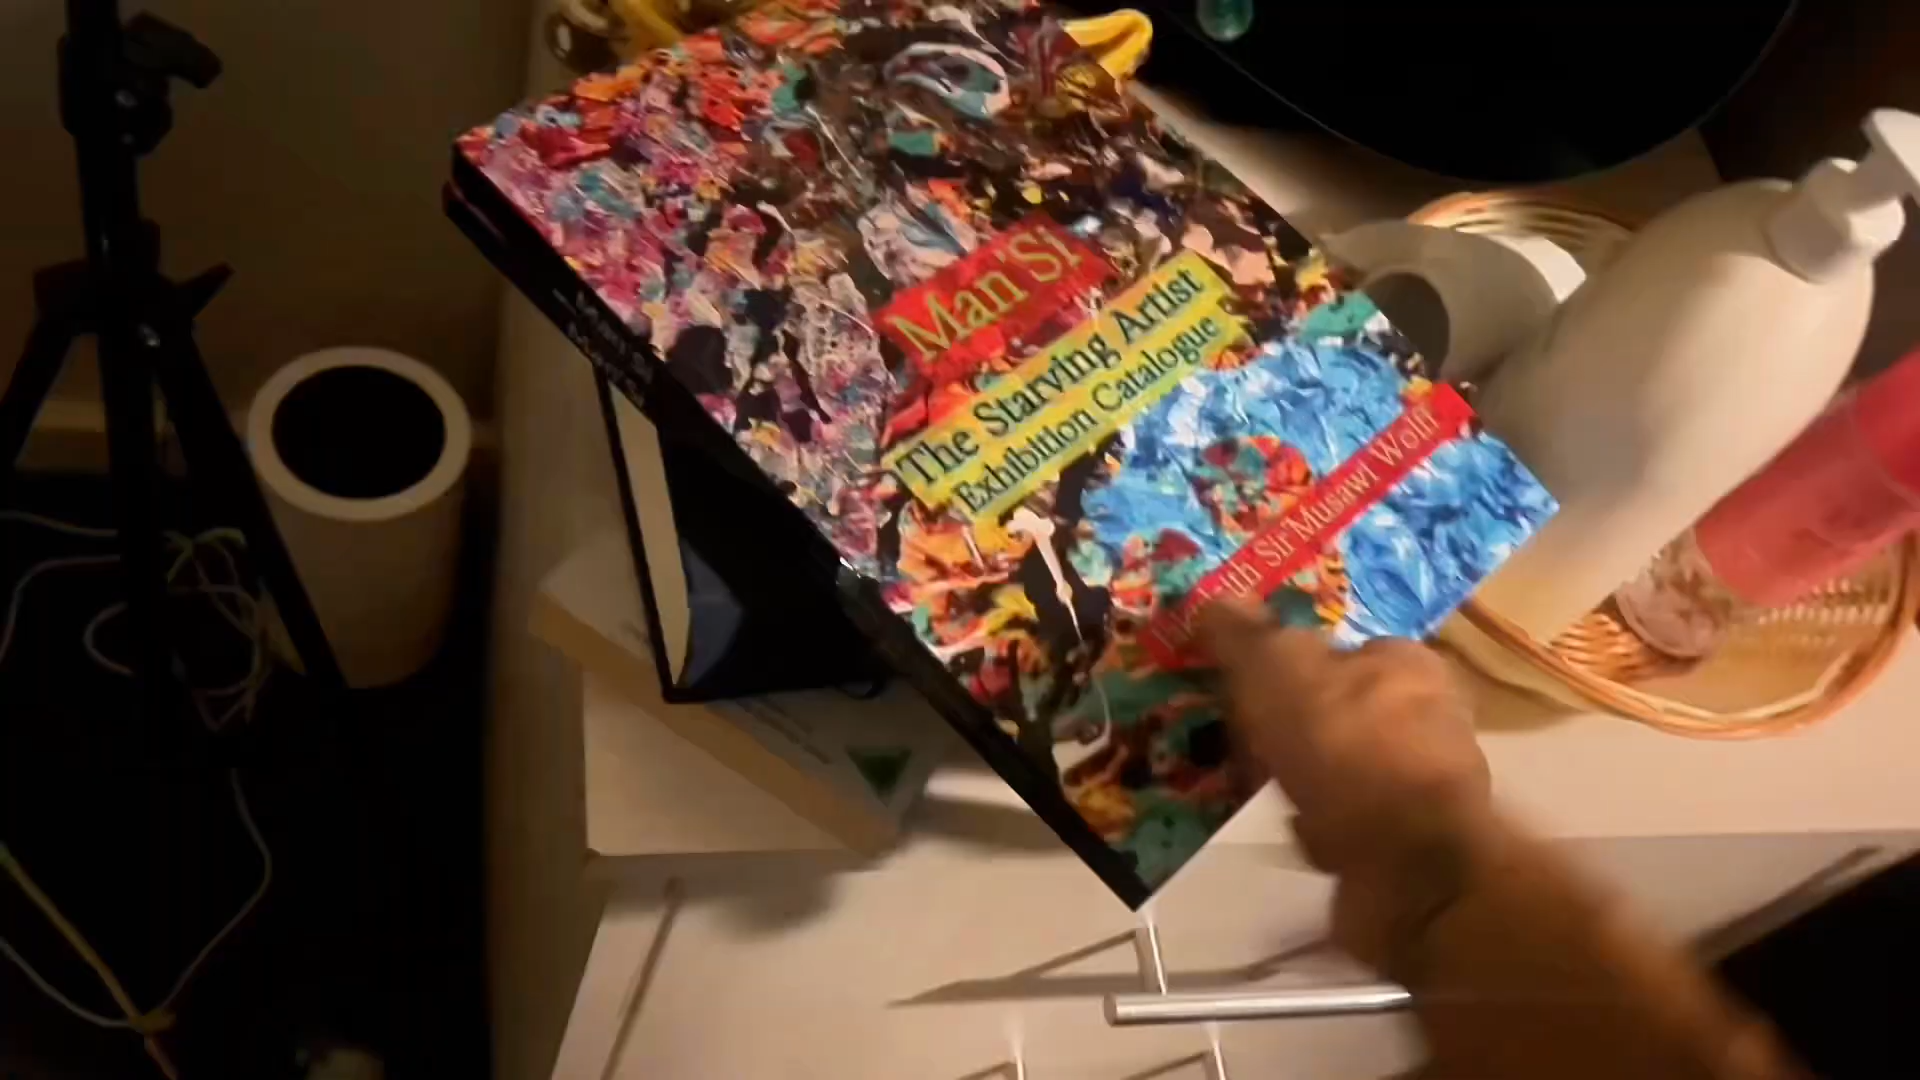 Man'Si
The Starving Artist
Exhibition Catalogue
Sir'Musawi Wolff